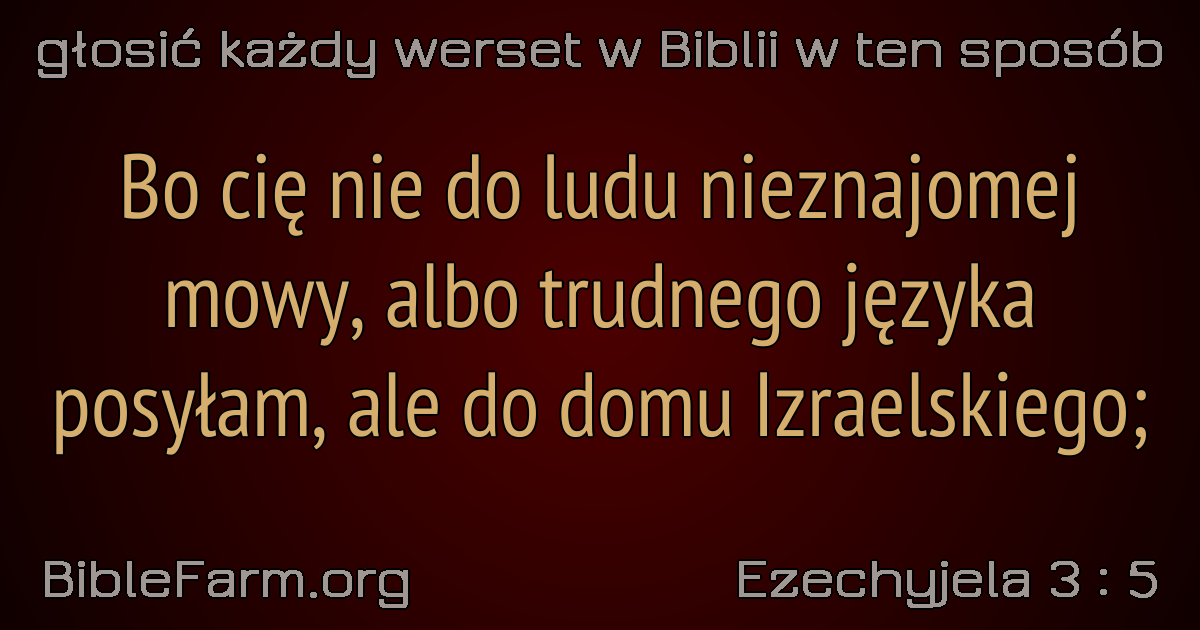 głosić każdy werset w Biblii w ten sposób
Bo cię nie do ludu nieznajomej
mowy, albo trudnego języka
posyłam, ale do domu Izraelskiego;
BibleFarm.org
Ezechyjela 3 : 5